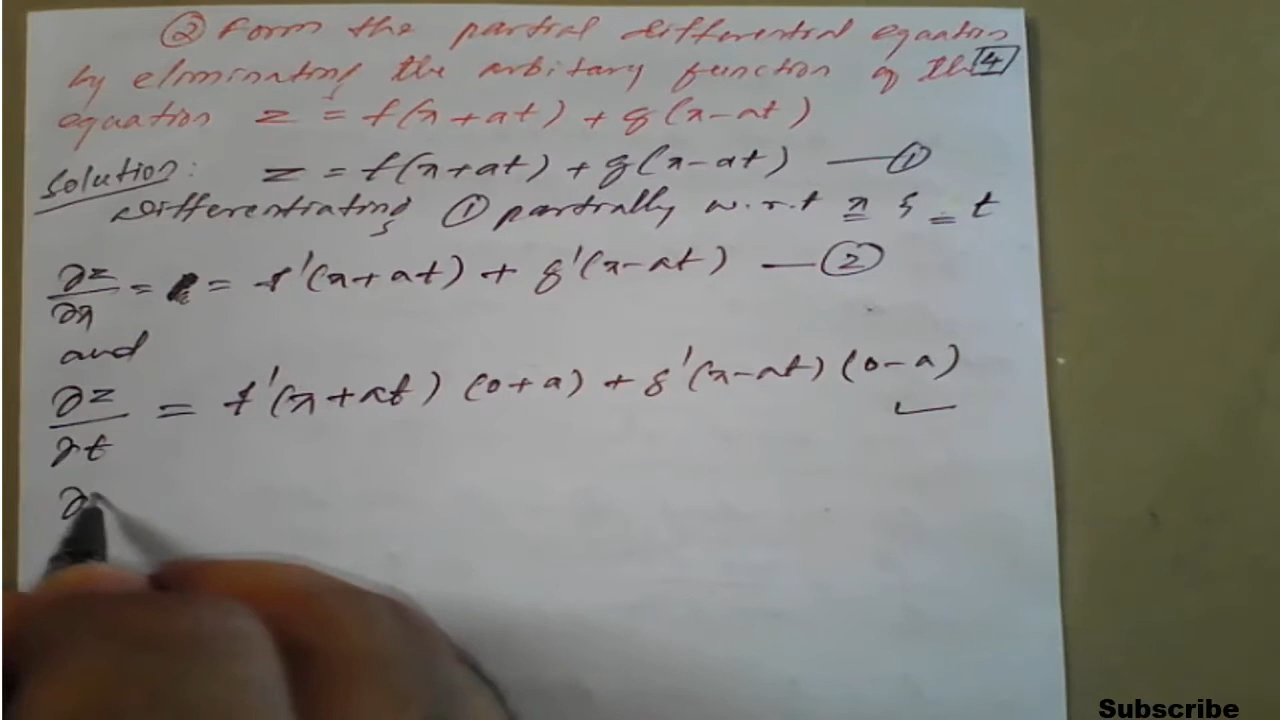 ② Form the partial differential equation
by eliminating the arbitrary function of the 4
equation z = f(x+at) + g(x-at)
Solution: z = f(x+at) + g(x-at) — ①
Differentiating ① partially w.r.t x & t
∂z/∂x = = f'(x+at) + g'(x-at) — ②
and
∂z/∂t = f'(x+at) (0+a) + g'(x-at) (0-a)
∂
Subscribe